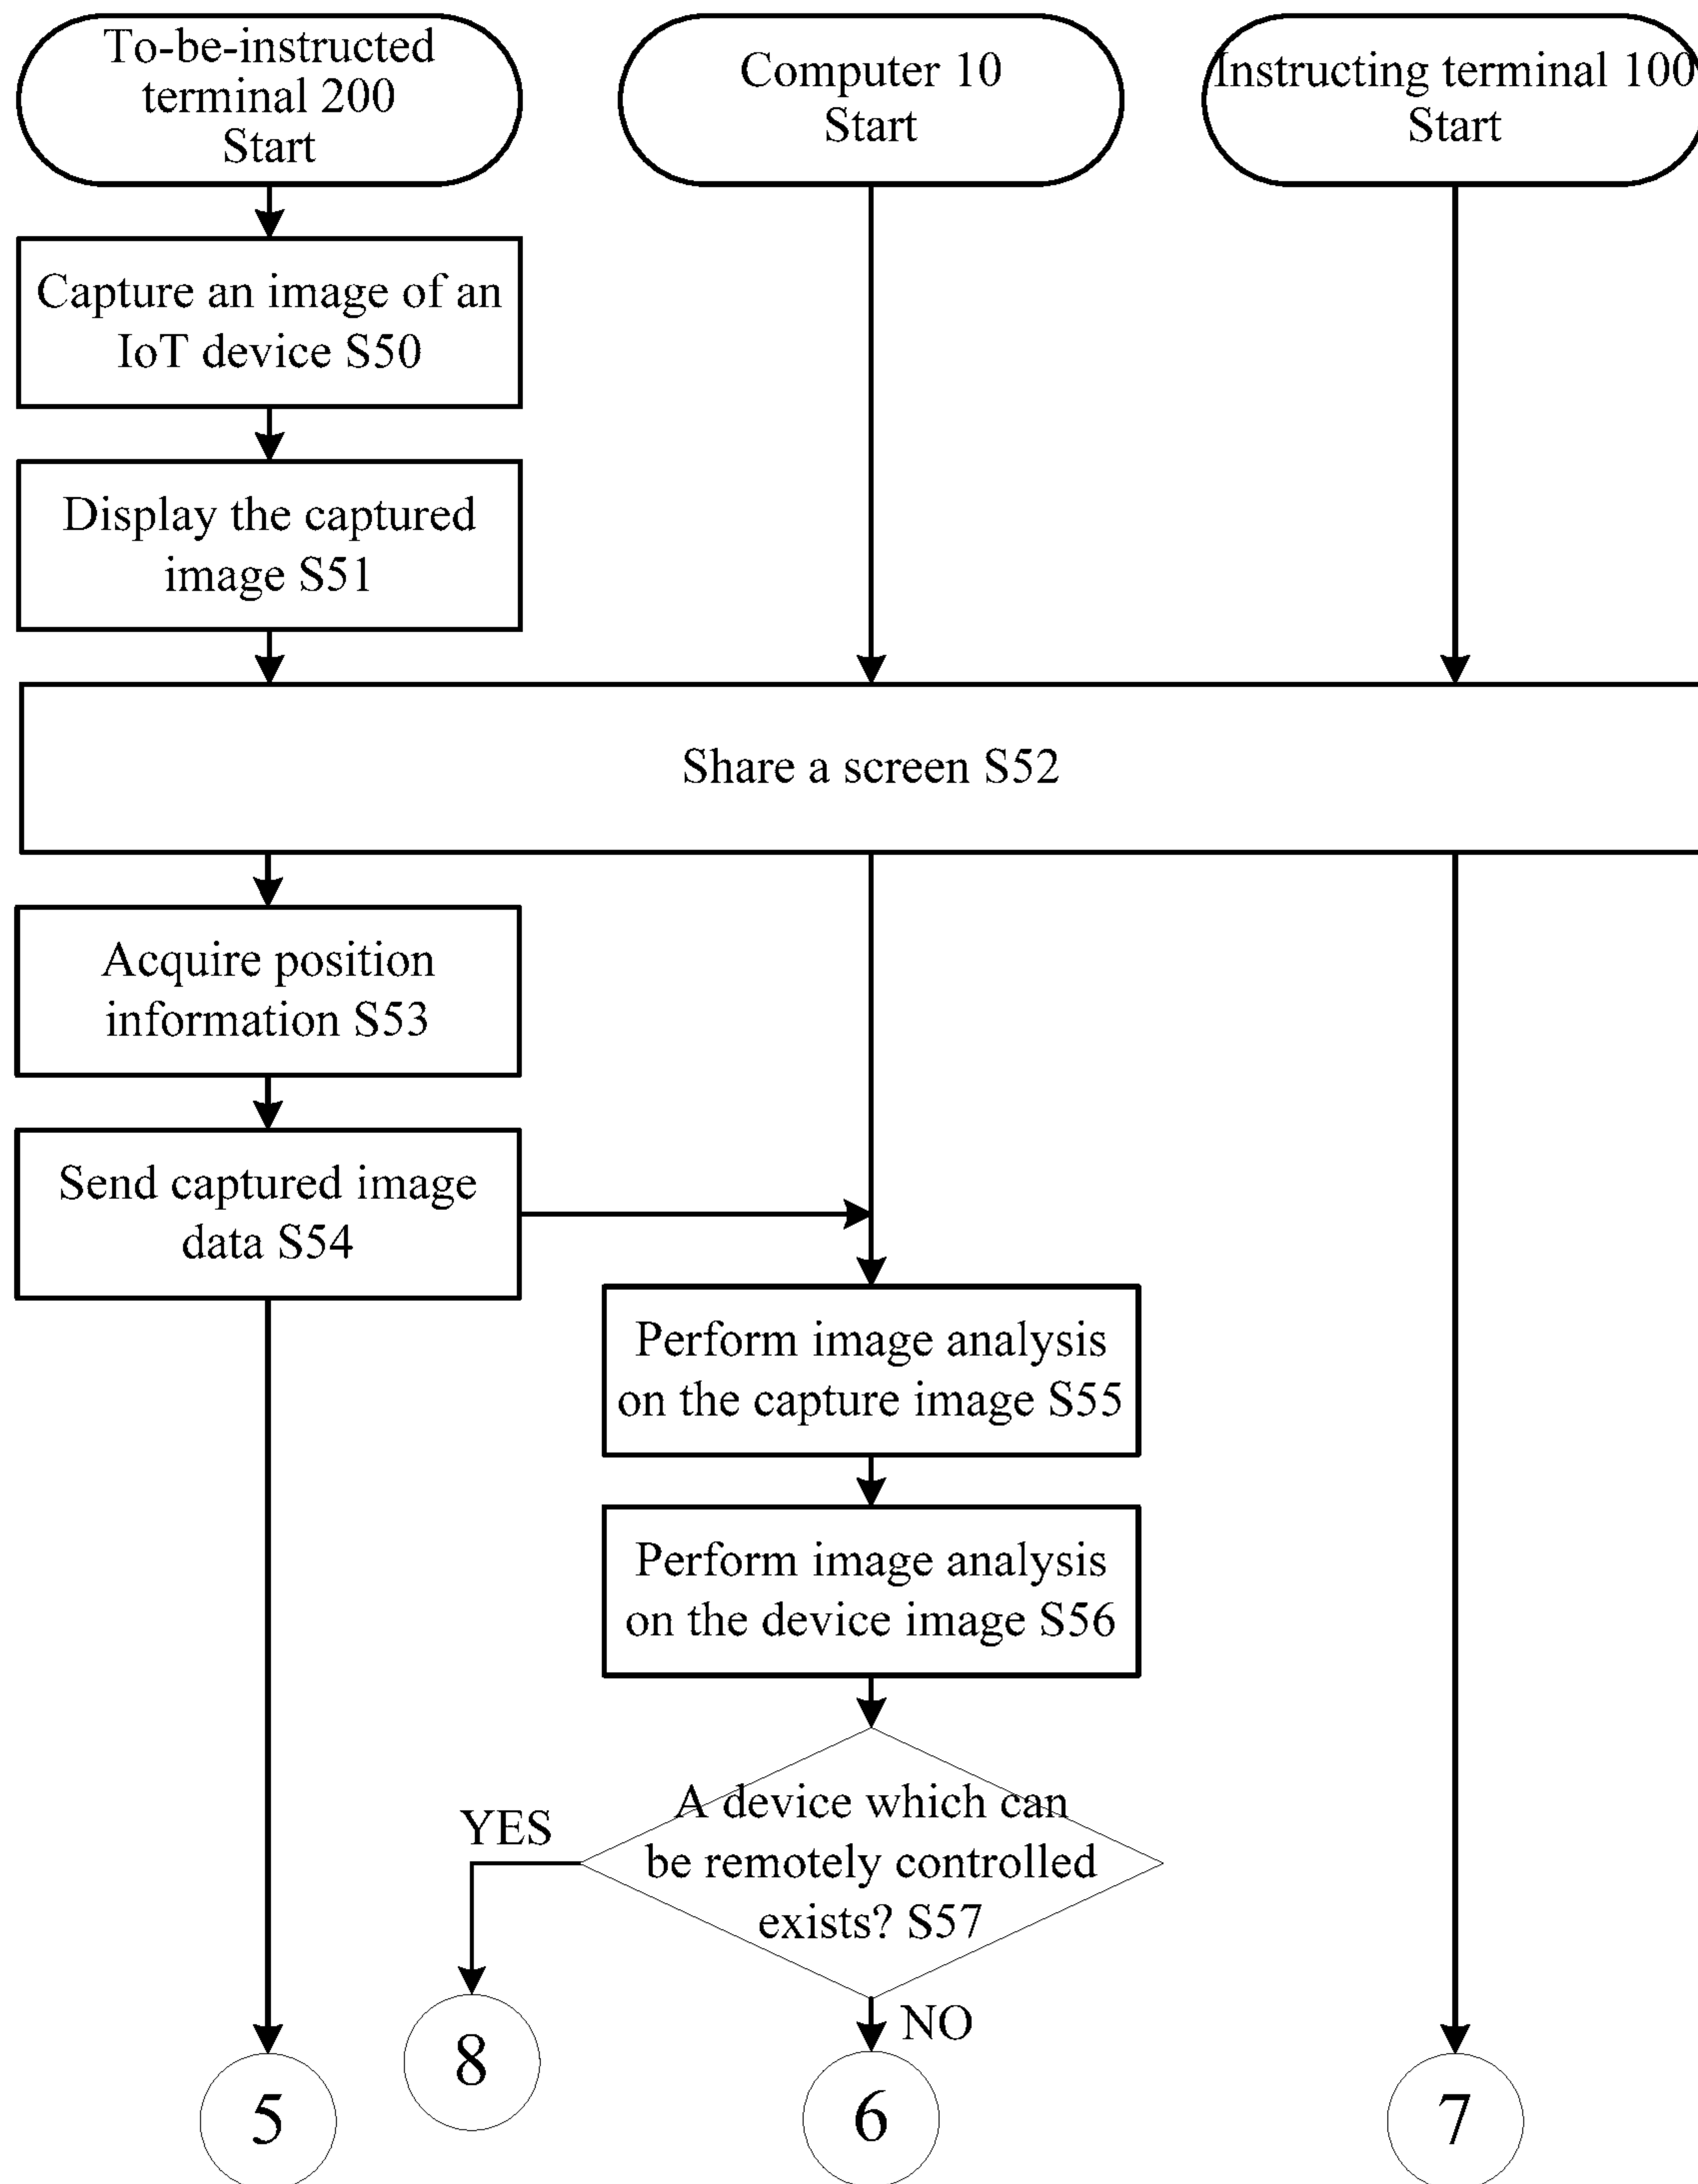 To-be-instructed
terminal 200
Start
Computer 10
Start
Instructing terminal 100
Start
Capture an image of an
IoT device S50
Display the captured
image S51
Share a screen S52
Acquire position
information S53
Send captured image
data S54
Perform image analysis
on the capture image S55
Perform image analysis
on the device image S56
A device which can
be remotely controlled
exists? S57
YES
NO
8
5
6
7